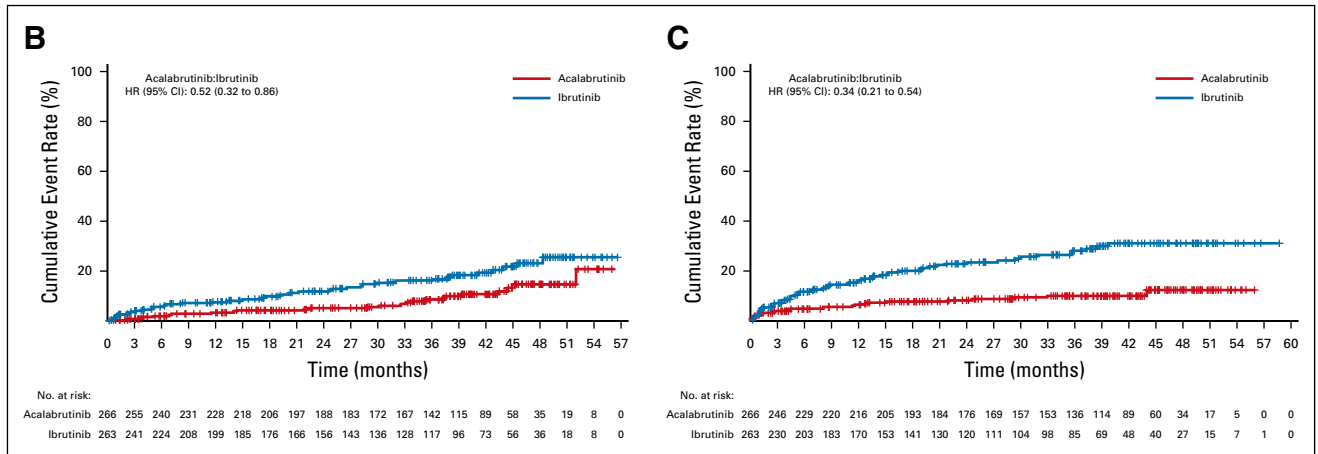 B
Cumulative Event Rate (%)
100
80
60
40
20
Acalabrutinib:Ibrutinib
HR (95% CI): 0.52 (0.32 to 0.86)
Acalabrutinib
Ibrutinib
0 3 6 9 12 15 18 21 24 27 30 33 36 39 42 45 48 51 54 57
Time (months)
No. at risk:
Acalabrutinib 266 255 240 231 228 218 206 197 188 183 172 167 142 115 89 58 35 19 8 0
Ibrutinib 263 241 224 208 199 185 176 166 156 143 136 128 117 96 73 56 36 18 8 0
C
Cumulative Event Rate (%)
100
80
60
40
20
Acalabrutinib:Ibrutinib
HR (95% CI): 0.34 (0.21 to 0.54)
Acalabrutinib
Ibrutinib
0 3 6 9 12 15 18 21 24 27 30 33 36 39 42 45 48 51 54 57 60
Time (months)
No. at risk:
Acalabrutinib 266 246 229 220 216 205 193 184 176 169 157 153 136 114 89 60 34 17 5 0 0
Ibrutinib 263 230 203 183 170 153 141 130 120 111 104 98 85 69 48 40 27 15 7 1 0